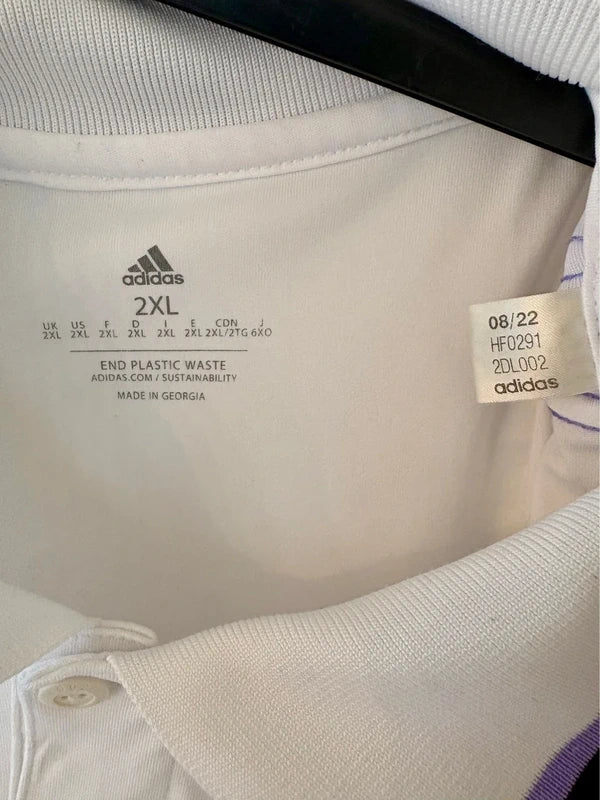 adidas
2XL
UK US F D I E CDN J
2XL 2XL 2XL 2XL 2XL 2XL 2XL/2TG 6XO
END PLASTIC WASTE
ADIDAS.COM / SUSTAINABILITY
MADE IN GEORGIA
08/22
HF0291
2DL002
adidas